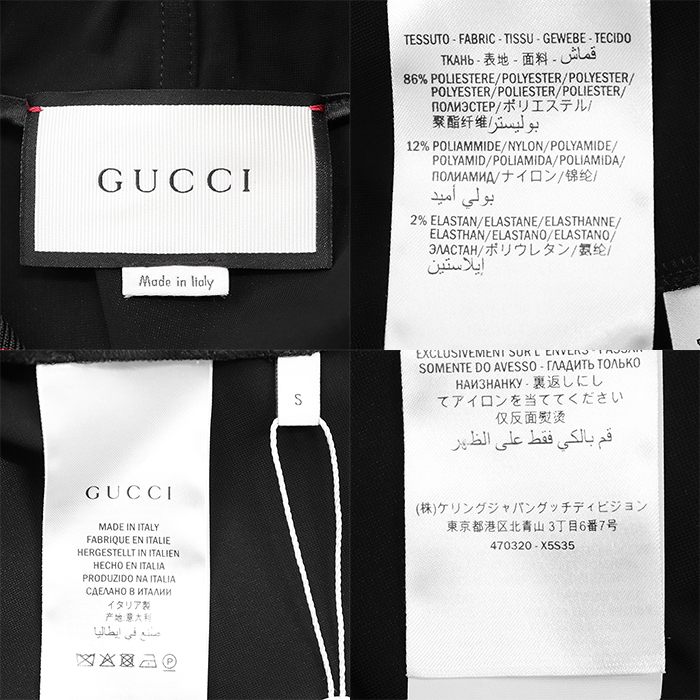 GUCCI
Made in Italy
TESSUTO - FABRIC - TISSU - GEWEBE - TECIDO
ТКАНЬ - 表地 - 面料 - قماش
86% POLIESTERE/POLYESTER/POLYESTER/
POLYESTER/POLIESTER/POLIESTER/
ПОЛИЭСТЕР/ポリエステル/
聚酯纤维/بوليستر
12% POLIAMMIDE/NYLON/POLYAMIDE/
POLYAMID/POLIAMIDA/POLIAMIDA/
ПОЛИАМИД/ナイロン/锦纶/
بولي أميد
2% ELASTAN/ELASTANE/ELASTHANNE/
ELASTHAN/ELASTANO/ELASTANO/
ЭЛАСТАН/ポリウレタン/氨纶/
إيلاستين
S
GUCCI
MADE IN ITALY
FABRIQUE EN ITALIE
HERGESTELLT IN ITALIEN
HECHO EN ITALIA
PRODUZIDO NA ITALIA
СДЕЛАНО В ИТАЛИИ
イタリア製
产地:意大利
صنع في إيطاليا
EXCLUSIVEMENT SUR L'ENVERS - PASSAR
SOMENTE DO AVESSO - ГЛАДИТЬ ТОЛЬКО
НАИЗНАНКУ - 裏返しにし
てアイロンを当ててください
仅反面熨烫
قم بالكي فقط على الظهر
(株)ケリングジャパングッチディビジョン
東京都港区北青山3丁目6番7号
470320 - X5S35